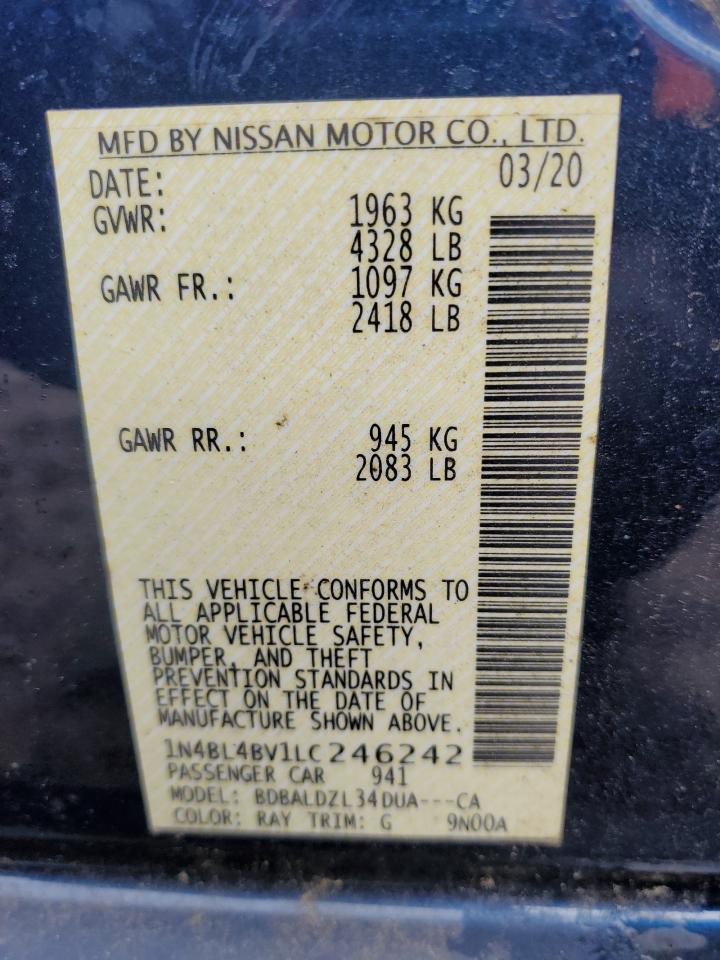 MFD BY NISSAN MOTOR CO., LTD.
DATE: 03/20
GVWR: 1963 KG
4328 LB
GAWR FR.: 1097 KG
2418 LB
GAWR RR.: 945 KG
2083 LB
THIS VEHICLE CONFORMS TO
ALL APPLICABLE FEDERAL
MOTOR VEHICLE SAFETY,
BUMPER, AND THEFT
PREVENTION STANDARDS IN
EFFECT ON THE DATE OF
MANUFACTURE SHOWN ABOVE.
1N4BL4BV1LC246242
PASSENGER CAR 941
MODEL: BDBALDZL34DUA---CA
COLOR: RAY TRIM: G 9N00A